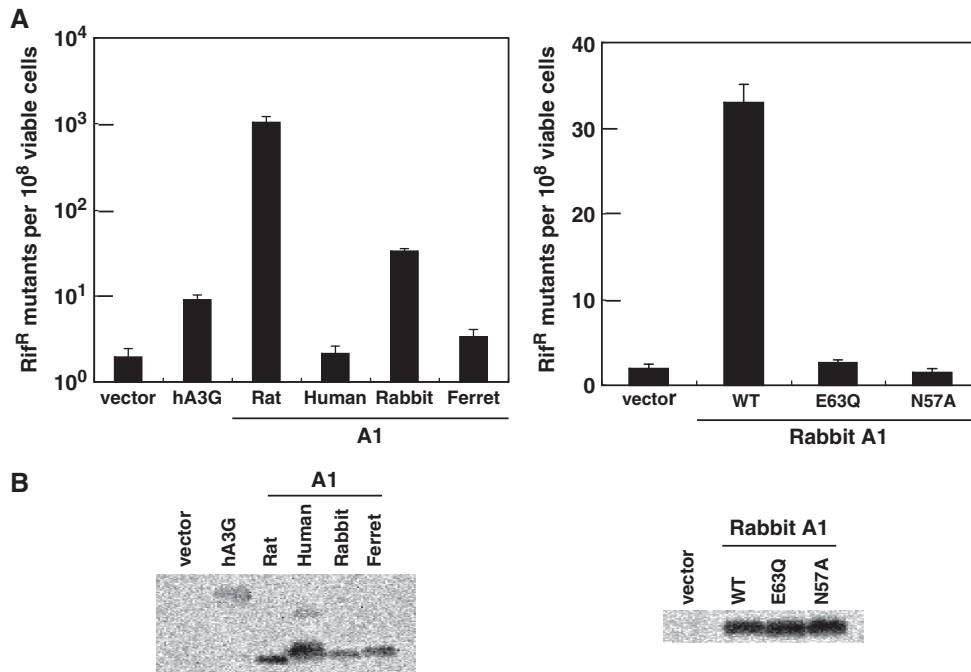 A
Rif^R mutants per 10^8 viable cells
10^4
10^3
10^2
10^1
10^0
vector hA3G Rat Human Rabbit Ferret
A1
Rif^R mutants per 10^8 viable cells
40
30
20
10
0
vector WT E63Q N57A
Rabbit A1
B
A1
vector hA3G Rat Human Rabbit Ferret
Rabbit A1
vector WT E63Q N57A